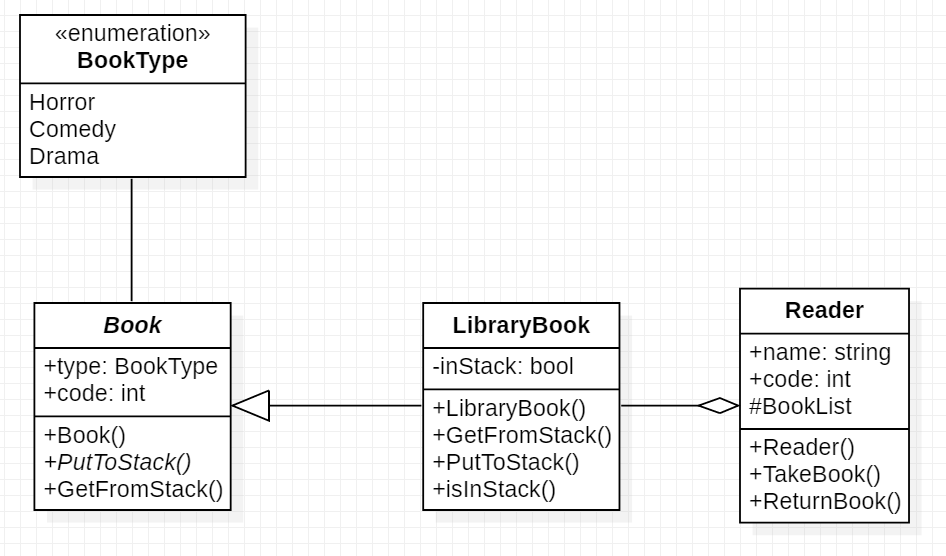 «enumeration»
BookType
Horror
Comedy
Drama
Book
+type: BookType
+code: int
+Book()
+PutToStack()
+GetFromStack()
LibraryBook
-inStack: bool
+LibraryBook()
+GetFromStack()
+PutToStack()
+isInStack()
Reader
+name: string
+code: int
#BookList
+Reader()
+TakeBook()
+ReturnBook()